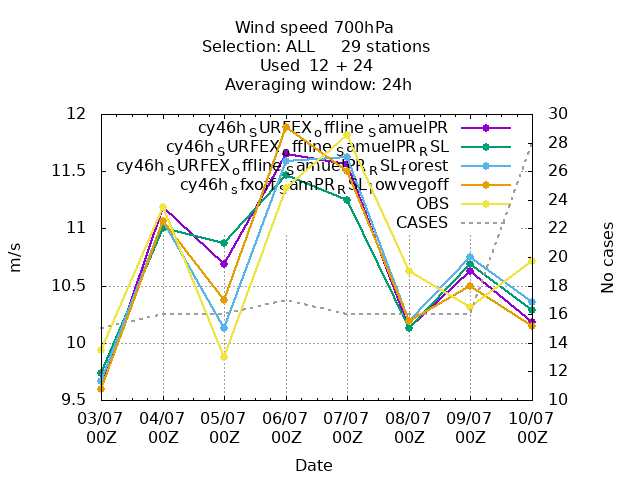 Wind speed 700hPa
Selection: ALL 29 stations
Used 12 + 24
Averaging window: 24h
12
11.5
11
10.5
10
9.5
m/s
30
28
26
24
22
20
18
16
14
12
10
No cases
cy46h_SURFEX_offline_SamuelPR
cy46h_SURFEX_offline_SamuelPR_RSL
cy46h_SURFEX_offline_SamuelPR_RSL_forest
cy46h_sfxoff_SamPR_RSL_lowvegoff
OBS
CASES
03/07 00Z
04/07 00Z
05/07 00Z
06/07 00Z
07/07 00Z
08/07 00Z
09/07 00Z
10/07 00Z
Date